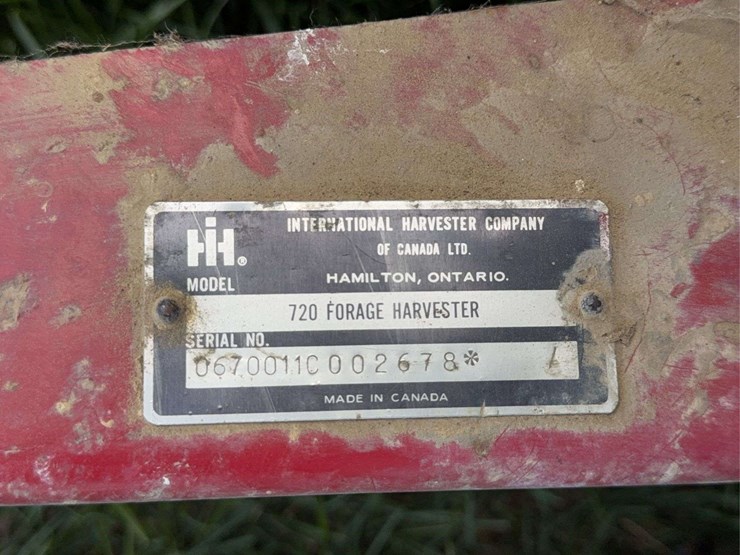 IH®
INTERNATIONAL HARVESTER COMPANY
OF CANADA LTD.
HAMILTON, ONTARIO.
MODEL
720 FORAGE HARVESTER
SERIAL NO.
0670011C002678* /
MADE IN CANADA